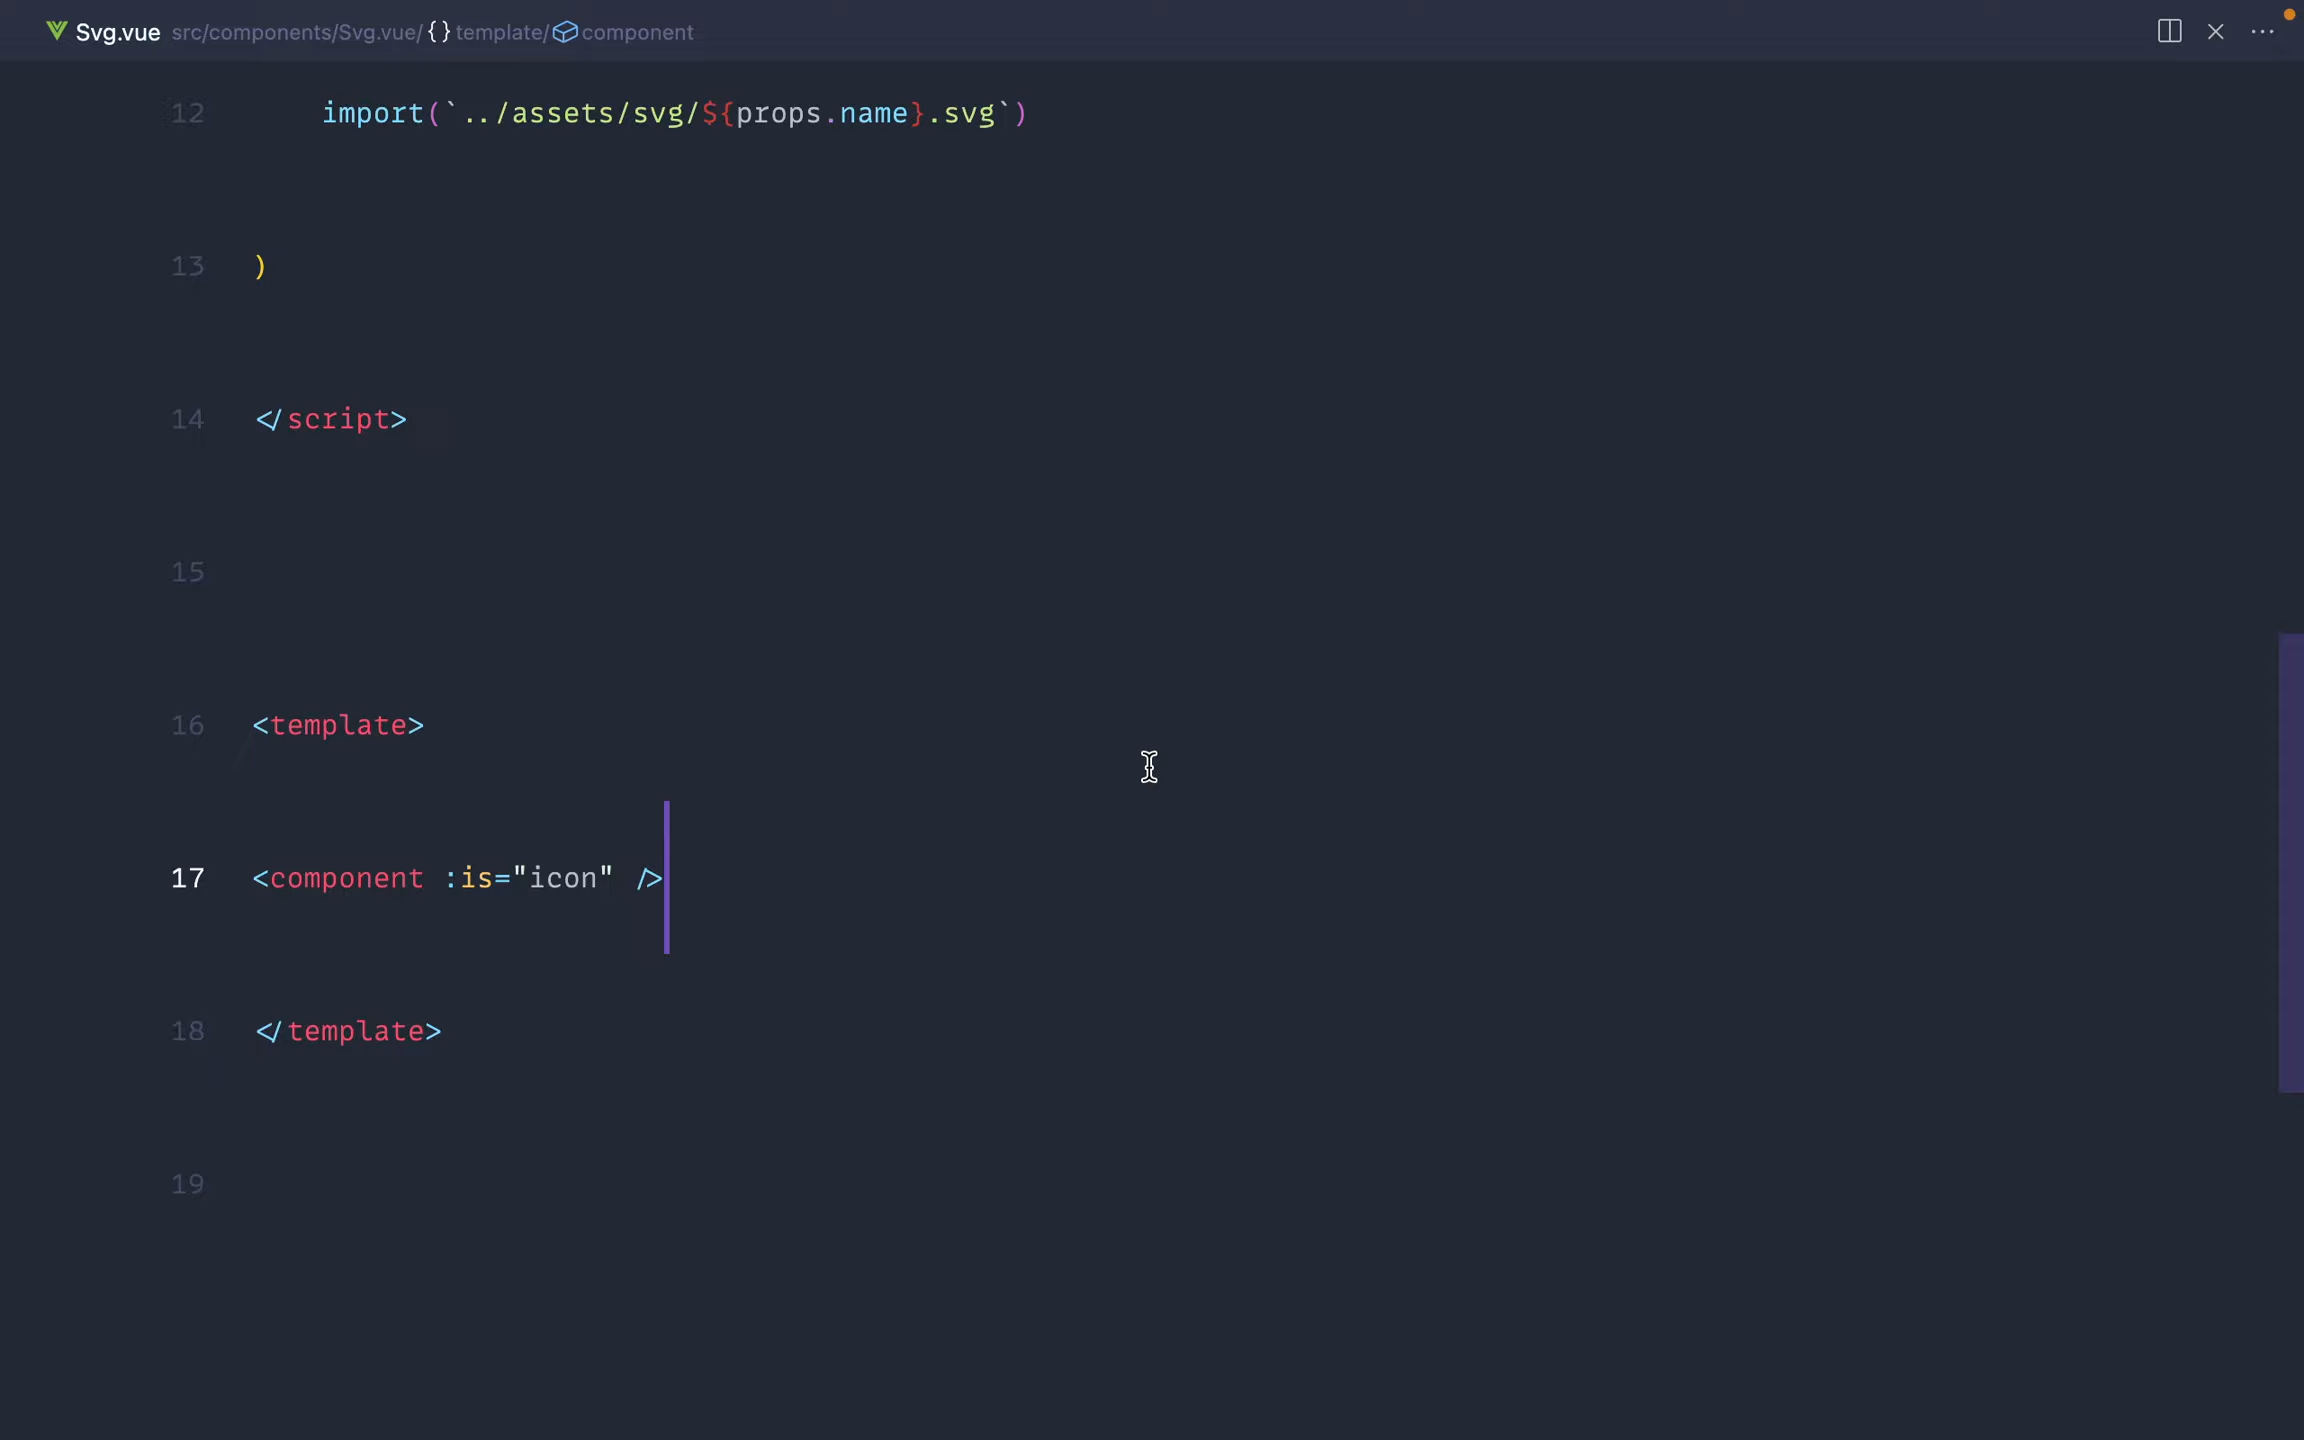 Svg.vue src/components/Svg.vue/{}template/component
12 import(`../assets/svg/${props.name}.svg`)
13 )
14 </script>
15
16 <template>
17 <component :is="icon" />
18 </template>
19